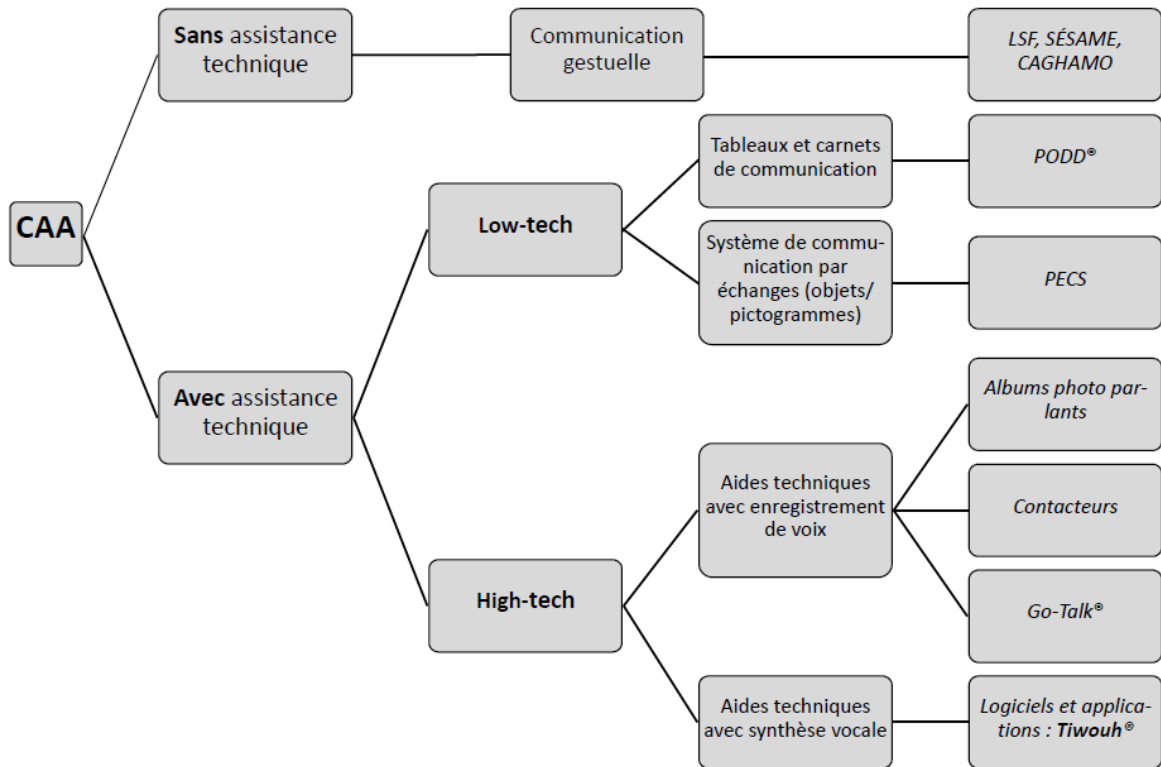 Sans assistance
technique
Communication
gestuelle
LSF, SÉSAME,
CAGHAMO
Tableaux et carnets
de communication
PODD®
CAA
Low-tech
Système de commu-
nication par
échanges (objets/
pictogrammes)
PECS
Avec assistance
technique
Albums photo par-
lants
Aides techniques
avec enregistrement
de voix
Contacteurs
High-tech
Go-Talk®
Aides techniques
avec synthèse vocale
Logiciels et applica-
tions : Tiwouh®